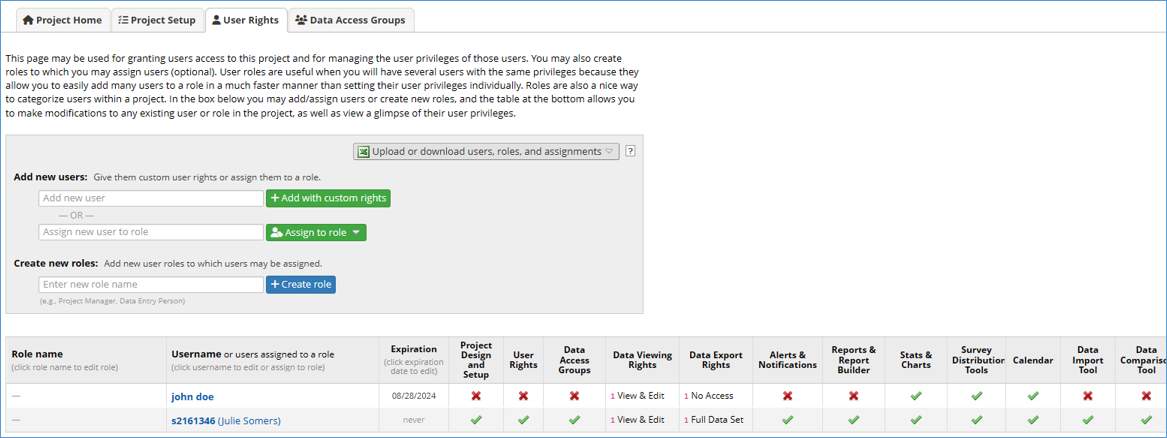 Project Home Project Setup User Rights Data Access Groups
This page may be used for granting users access to this project and for managing the user privileges of those users. You may also create
roles to which you may assign users (optional). User roles are useful when you will have several users with the same privileges because they
allow you to easily add many users to a role in a much faster manner than setting their user privileges individually. Roles are also a nice way
to categorize users within a project. In the box below you may add/assign users or create new roles, and the table at the bottom allows you
to make modifications to any existing user or role in the project, as well as view a glimpse of their user privileges.
Upload or download users, roles, and assignments ?
Add new users: Give them custom user rights or assign them to a role.
Add new user + Add with custom rights
— OR —
Assign new user to role Assign to role
Create new roles: Add new user roles to which users may be assigned.
Enter new role name + Create role
(e.g., Project Manager, Data Entry Person)
Role name
(click role name to edit role)
Username or users assigned to a role
(click username to edit or assign to role)
Expiration
(click expiration
date to edit)
Project
Design
and
Setup
User
Rights
Data
Access
Groups
Data Viewing
Rights
Data Export
Rights
Alerts &
Notifications
Reports &
Report
Builder
Stats &
Charts
Survey
Distribution
Tools
Calendar
Data
Import
Tool
Data
Comparisc
Tool
— john doe 08/28/2024 1 View & Edit 1 No Access
— s2161346 (Julie Somers) never 1 View & Edit 1 Full Data Set